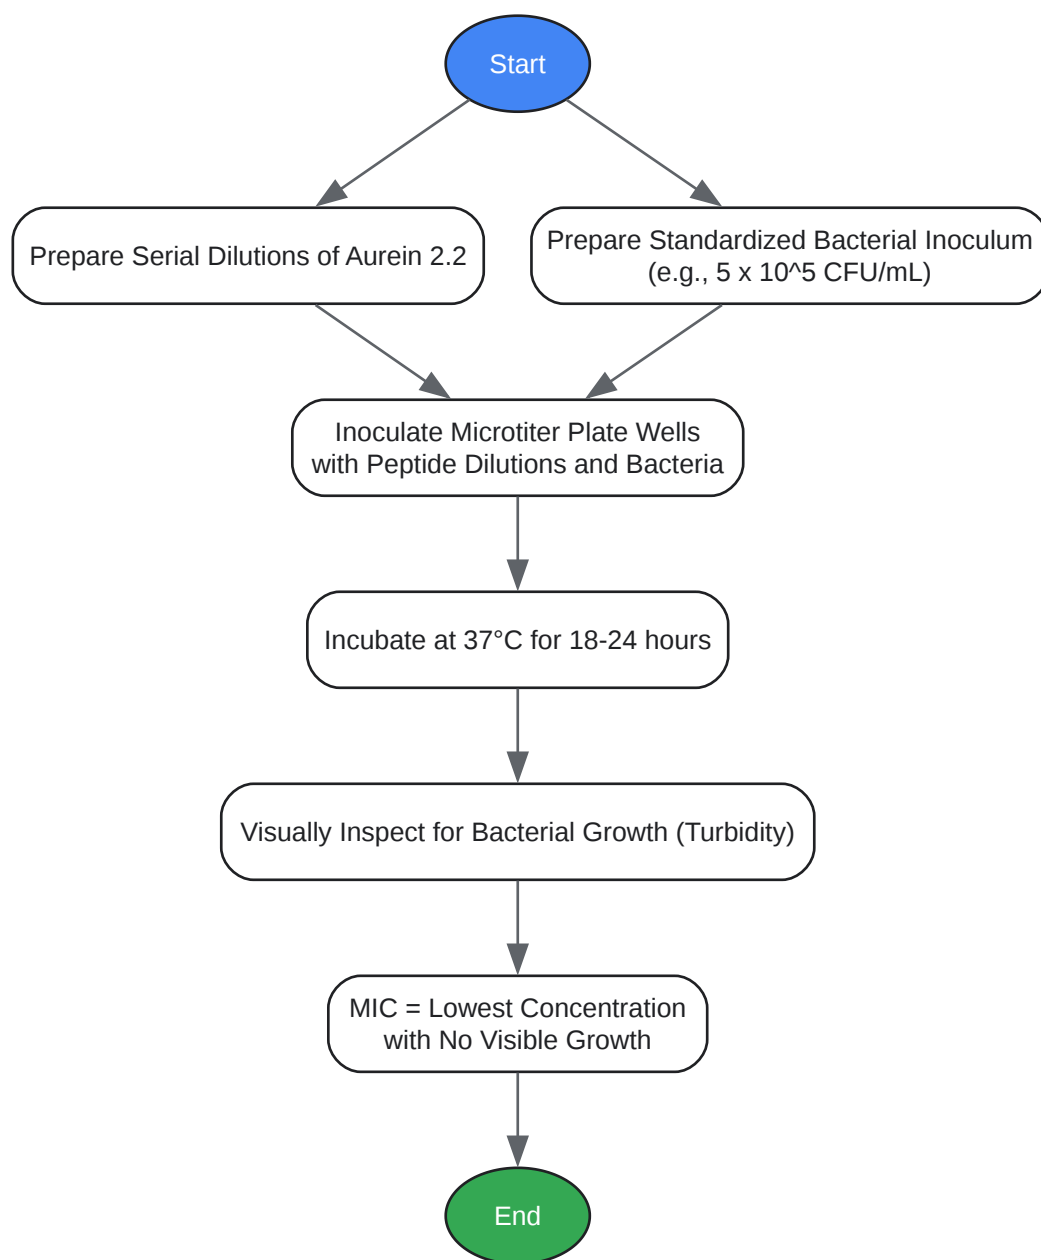 Start
Prepare Serial Dilutions of Aurein 2.2
Prepare Standardized Bacterial Inoculum
(e.g., 5 x 10^5 CFU/mL)
Inoculate Microtiter Plate Wells
with Peptide Dilutions and Bacteria
Incubate at 37°C for 18-24 hours
Visually Inspect for Bacterial Growth (Turbidity)
MIC = Lowest Concentration
with No Visible Growth
End